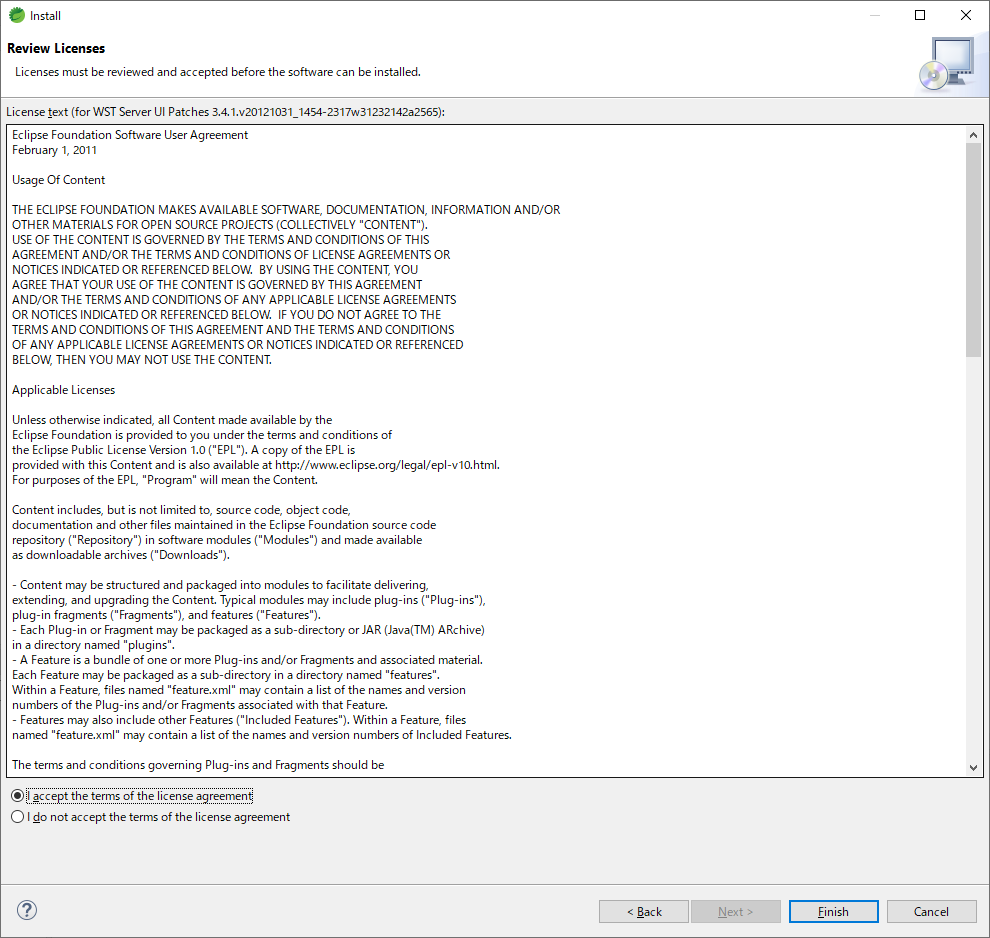 Install
Review Licenses
Licenses must be reviewed and accepted before the software can be installed.
License text (for WST Server UI Patches 3.4.1.v20121031_1454-2317w31232142a2565):
Eclipse Foundation Software User Agreement
February 1, 2011
Usage Of Content
THE ECLIPSE FOUNDATION MAKES AVAILABLE SOFTWARE, DOCUMENTATION, INFORMATION AND/OR
OTHER MATERIALS FOR OPEN SOURCE PROJECTS (COLLECTIVELY "CONTENT").
USE OF THE CONTENT IS GOVERNED BY THE TERMS AND CONDITIONS OF THIS
AGREEMENT AND/OR THE TERMS AND CONDITIONS OF LICENSE AGREEMENTS OR
NOTICES INDICATED OR REFERENCED BELOW.  BY USING THE CONTENT, YOU
AGREE THAT YOUR USE OF THE CONTENT IS GOVERNED BY THIS AGREEMENT
AND/OR THE TERMS AND CONDITIONS OF ANY APPLICABLE LICENSE AGREEMENTS
OR NOTICES INDICATED OR REFERENCED BELOW.  IF YOU DO NOT AGREE TO THE
TERMS AND CONDITIONS OF THIS AGREEMENT AND THE TERMS AND CONDITIONS
OF ANY APPLICABLE LICENSE AGREEMENTS OR NOTICES INDICATED OR REFERENCED
BELOW, THEN YOU MAY NOT USE THE CONTENT.
Applicable Licenses
Unless otherwise indicated, all Content made available by the
Eclipse Foundation is provided to you under the terms and conditions of
the Eclipse Public License Version 1.0 ("EPL"). A copy of the EPL is
provided with this Content and is also available at http://www.eclipse.org/legal/epl-v10.html.
For purposes of the EPL, "Program" will mean the Content.
Content includes, but is not limited to, source code, object code,
documentation and other files maintained in the Eclipse Foundation source code
repository ("Repository") in software modules ("Modules") and made available
as downloadable archives ("Downloads").
- Content may be structured and packaged into modules to facilitate delivering,
extending, and upgrading the Content. Typical modules may include plug-ins ("Plug-ins"),
plug-in fragments ("Fragments"), and features ("Features").
- Each Plug-in or Fragment may be packaged as a sub-directory or JAR (Java(TM) ARchive)
in a directory named "plugins".
- A Feature is a bundle of one or more Plug-ins and/or Fragments and associated material.
Each Feature may be packaged as a sub-directory in a directory named "features".
Within a Feature, files named "feature.xml" may contain a list of the names and version
numbers of the Plug-ins and/or Fragments associated with that Feature.
- Features may also include other Features ("Included Features"). Within a Feature, files
named "feature.xml" may contain a list of the names and version numbers of Included Features.
The terms and conditions governing Plug-ins and Fragments should be
I accept the terms of the license agreement
I do not accept the terms of the license agreement
? < Back Next > Finish Cancel